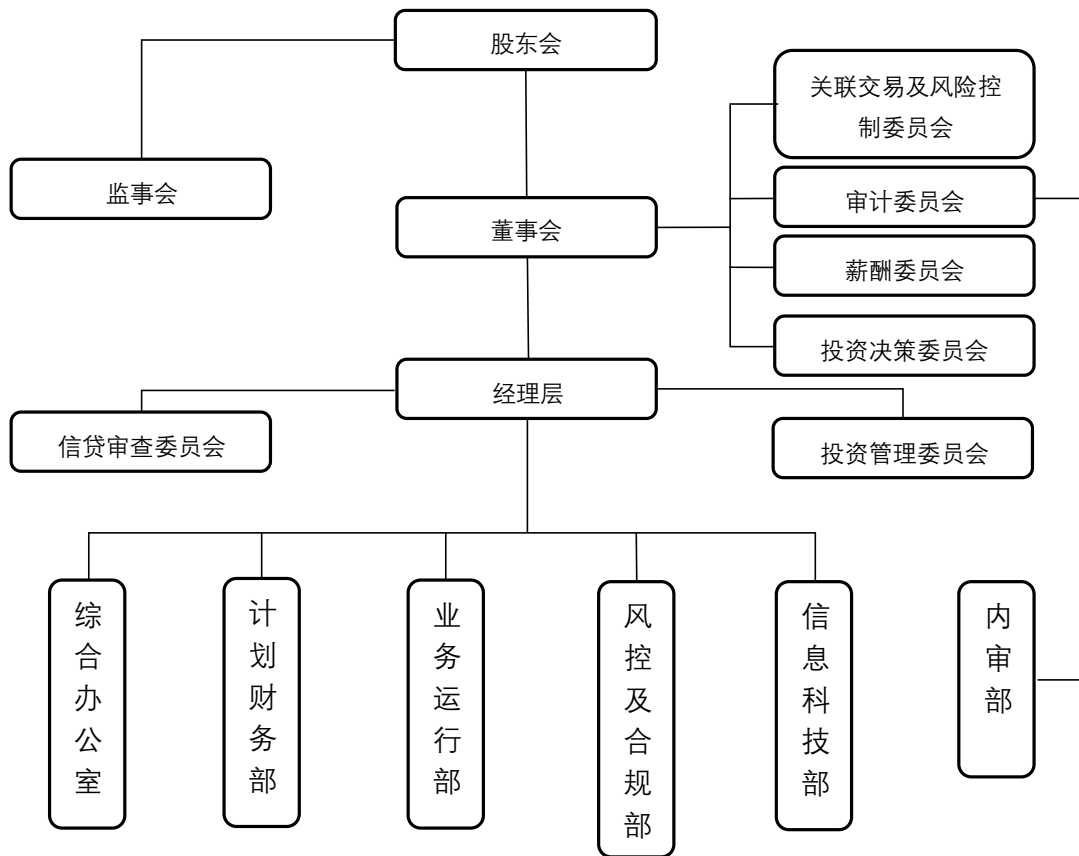 股东会
关联交易及风险控
制委员会
监事会
审计委员会
董事会
薪酬委员会
投资决策委员会
经理层
信贷审查委员会
投资管理委员会
综合办公室
计划财务部
业务运行部
风控及合规部
信息科技部
内审部